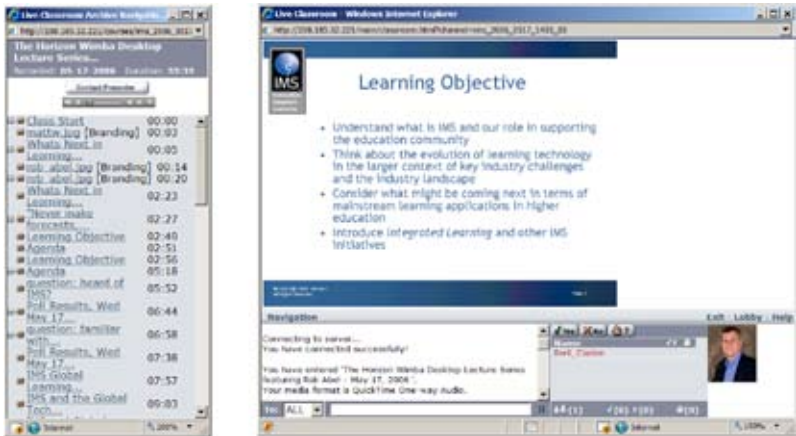 Live Classroom Archive
The Horizon Wimba Desktop
Lecture Series...
Recorded: 05-17-2006 Duration:
Contact Presenter
Class Start 00:00
mattw.jpg [Branding] 00:03
Whats Next in
Learning... 00:05
rob_abel.jpg [Branding] 00:14
rob_abel.jpg [Branding] 00:20
Whats Next in
Learning... 02:23
"Never make
forecasts... 02:27
Learning Objective 02:49
Agenda 02:51
Learning Objective 02:56
Agenda 05:18
question: heard of
IMS? 05:52
Poll Results, Wed
May 17... 06:44
question: familiar
with... 06:58
Poll Results, Wed
May 17... 07:38
IMS Global
Learning... 07:57
IMS and the Global
Tech... 09:03
Internet 100%
Live Classroom - Windows Internet Explorer
IMS
Learning Objective
• Understand what is IMS and our role in supporting
the education community
• Think about the evolution of learning technology
in the larger context of key industry challenges
and the industry landscape
• Consider what might be coming next in terms of
mainstream learning applications in higher
education
• Introduce Integrated Learning and other IMS
initiatives
Navigation Exit · Lobby · Help
Connecting to server...
You have connected successfully!
You have entered 'The Horizon Wimba Desktop Lecture Series
featuring Rob Abel - May 17, 2006'.
Your media format is QuickTime One-way Audio.
Yes No
Name
To: ALL
Internet 100%